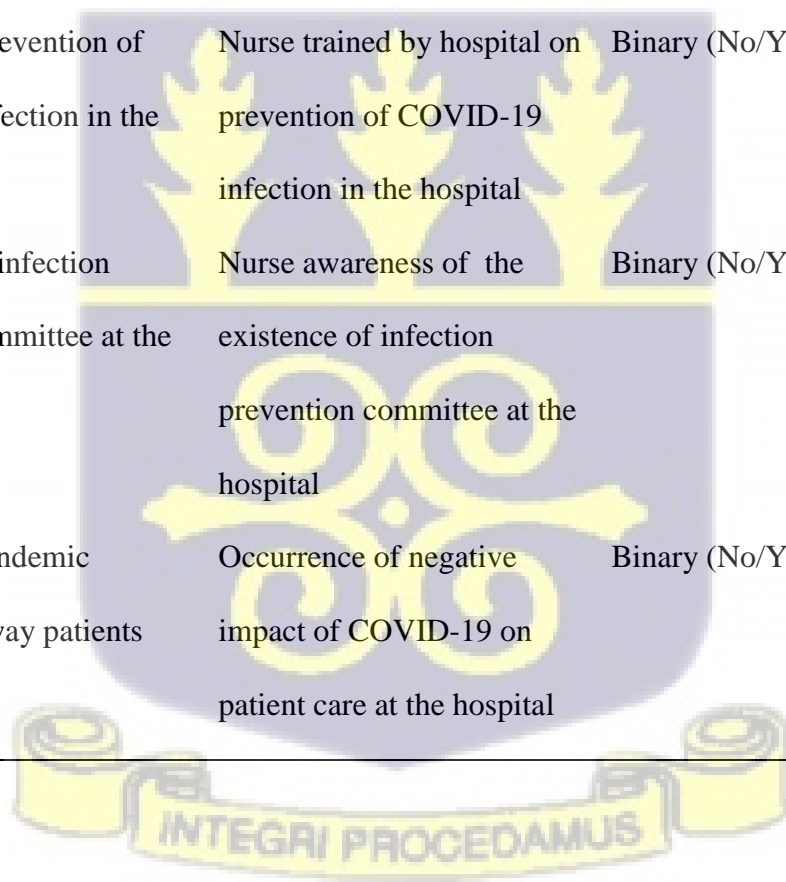 evention of Nurse trained by hospital on Binary (No/Y
fection in the prevention of COVID-19
infection in the hospital
infection Nurse awareness of the Binary (No/Y
mmittee at the existence of infection
prevention committee at the
hospital
ndemic Occurrence of negative Binary (No/Y
way patients impact of COVID-19 on
patient care at the hospital
INTEGRI PROCEDAMUS